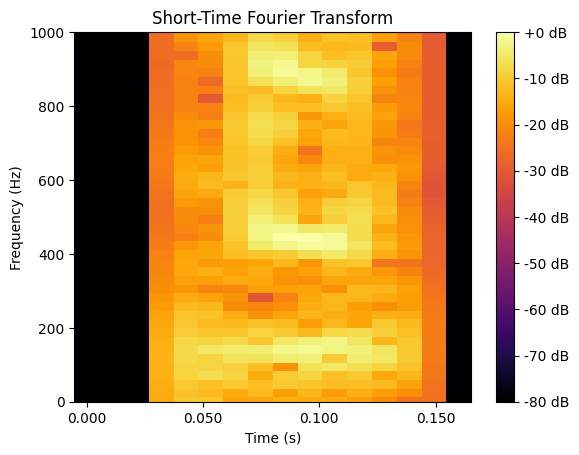 Short-Time Fourier Transform
1000
800
600
400
200
0
Frequency (Hz)
0.000
0.050
0.100
0.150
Time (s)
+0 dB
-10 dB
-20 dB
-30 dB
-40 dB
-50 dB
-60 dB
-70 dB
-80 dB